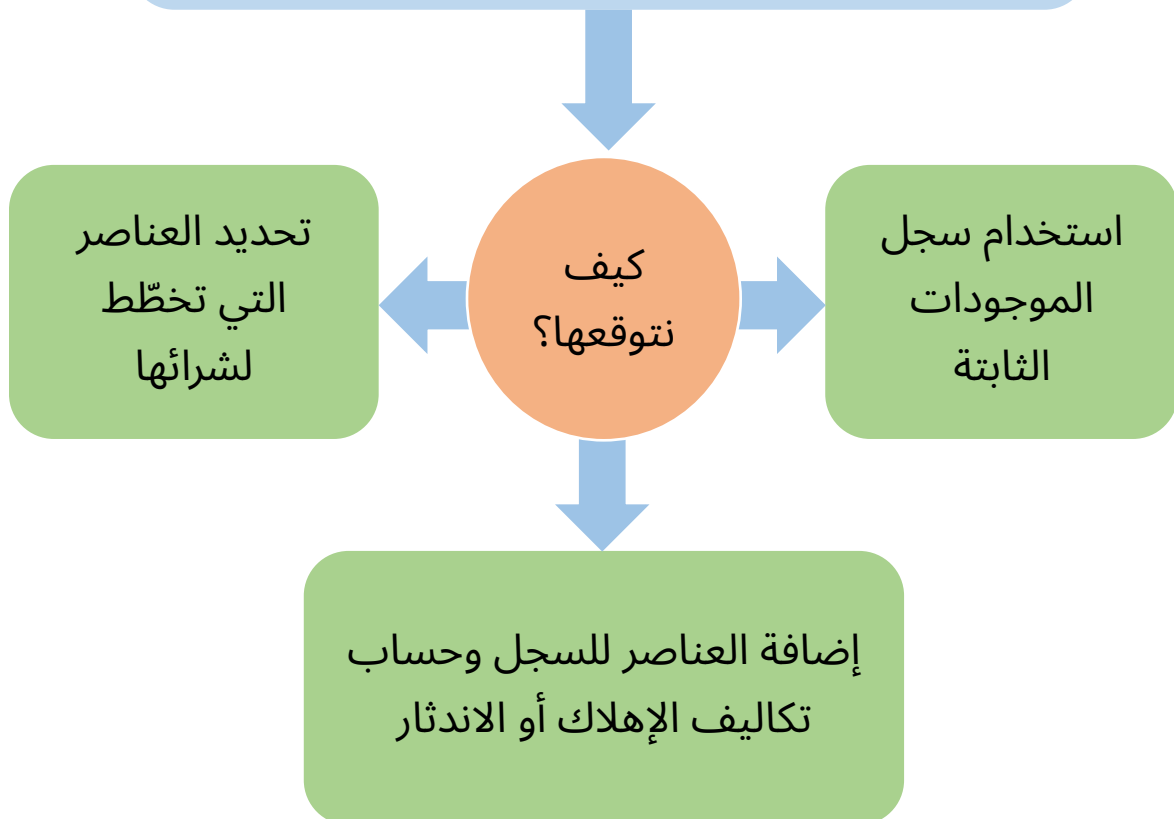 استخدام سجل
الموجودات
الثابتة
كيف
نتوقعها؟
تحديد العناصر
التي تخطّط
لشرائها
إضافة العناصر للسجل وحساب
تكاليف الإهلاك أو الاندثار